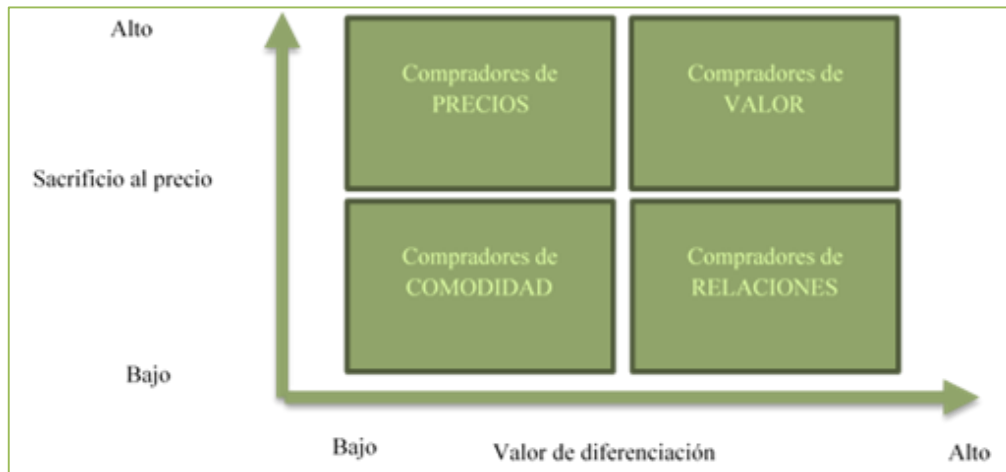 Alto
Compradores de
PRECIOS
Compradores de
VALOR
Sacrificio al precio
Compradores de
COMODIDAD
Compradores de
RELACIONES
Bajo
Bajo
Valor de diferenciación
Alto